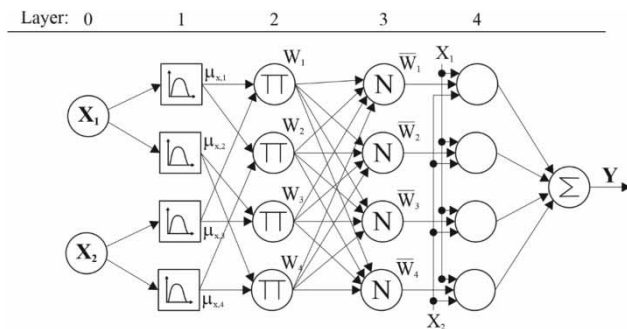 Layer: 0 1 2 3 4
X₁
X₂
μₓ,₁
μₓ,₂
μₓ,₃
μₓ,₄
W₁
∏
W₂
∏
W₃
∏
W₄
∏
W̅₁
N
W̅₂
N
W̅₃
N
W̅₄
N
X₁
X₂
Σ
Y